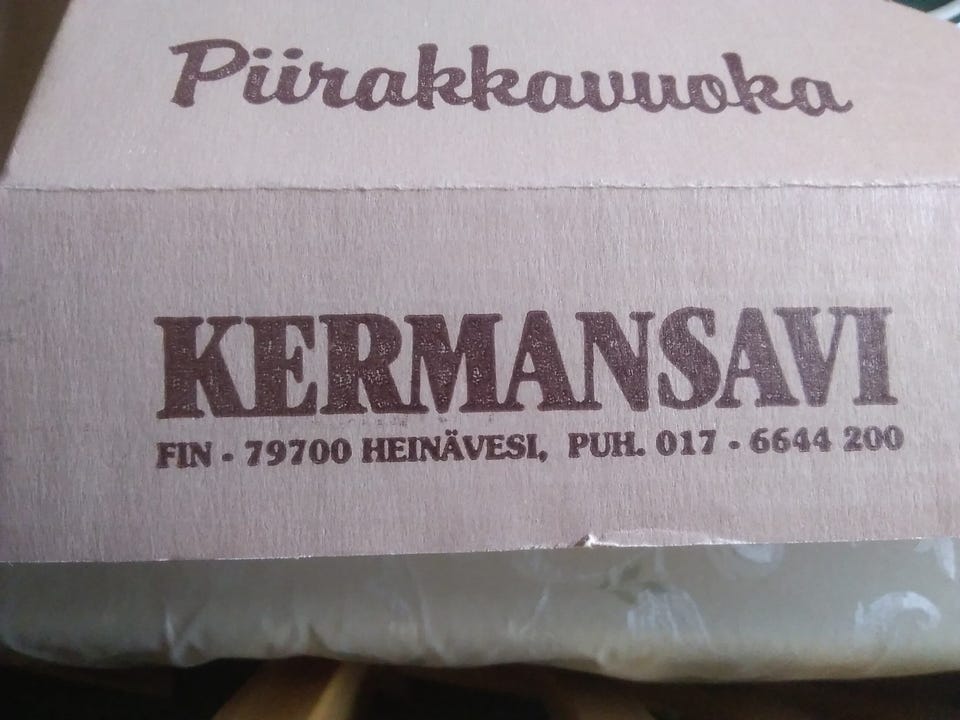 Piirakkavuoka
KERMANSAVI
FIN - 79700 HEINÄVESI, PUH. 017 - 6644 200